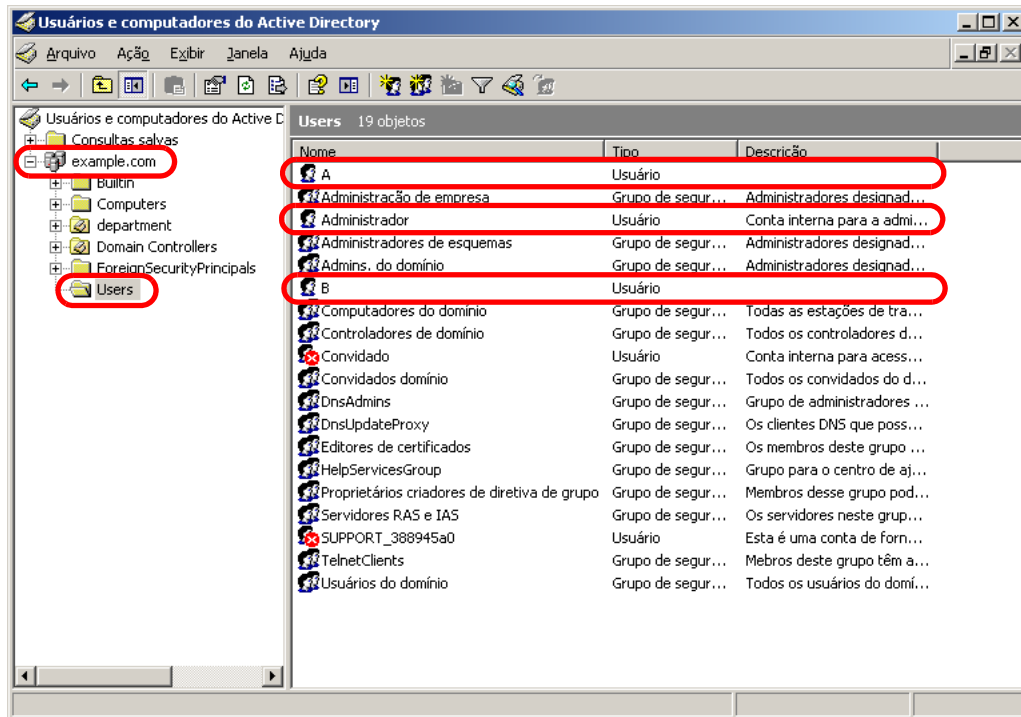 Usuários e computadores do Active Directory
Arquivo Ação Exibir Janela Ajuda
Usuários e computadores do Active D
Consultas salvas
example.com
Builtin
Computers
department
Domain Controllers
ForeignSecurityPrincipals
Users
Users 19 objetos
Nome Tipo Descrição
A Usuário
Administração de empresa Grupo de segur... Administradores designad...
Administrador Usuário Conta interna para a admi...
Administradores de esquemas Grupo de segur... Administradores designad...
Admins. do domínio Grupo de segur... Administradores designad...
B Usuário
Computadores do domínio Grupo de segur... Todas as estações de tra...
Controladores de domínio Grupo de segur... Todos os controladores d...
Convidado Usuário Conta interna para acess...
Convidados domínio Grupo de segur... Todos os convidados do d...
DnsAdmins Grupo de segur... Grupo de administradores ...
DnsUpdateProxy Grupo de segur... Os clientes DNS que poss...
Editores de certificados Grupo de segur... Os membros deste grupo ...
HelpServicesGroup Grupo de segur... Grupo para o centro de aj...
Proprietários criadores de diretiva de grupo Grupo de segur... Membros desse grupo pod...
Servidores RAS e IAS Grupo de segur... Os servidores neste grup...
SUPPORT_388945a0 Usuário Esta é uma conta de forn...
TelnetClients Grupo de segur... Mebros deste grupo têm a...
Usuários do domínio Grupo de segur... Todos os usuários do domí...